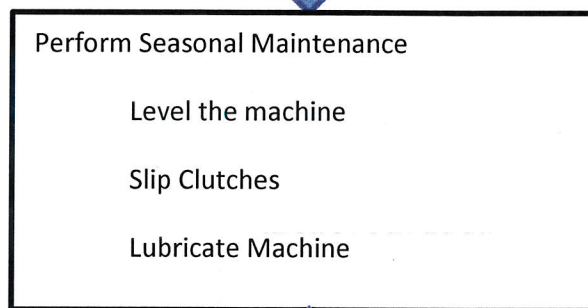 Perform Seasonal Maintenance
Level the machine
Slip Clutches
Lubricate Machine